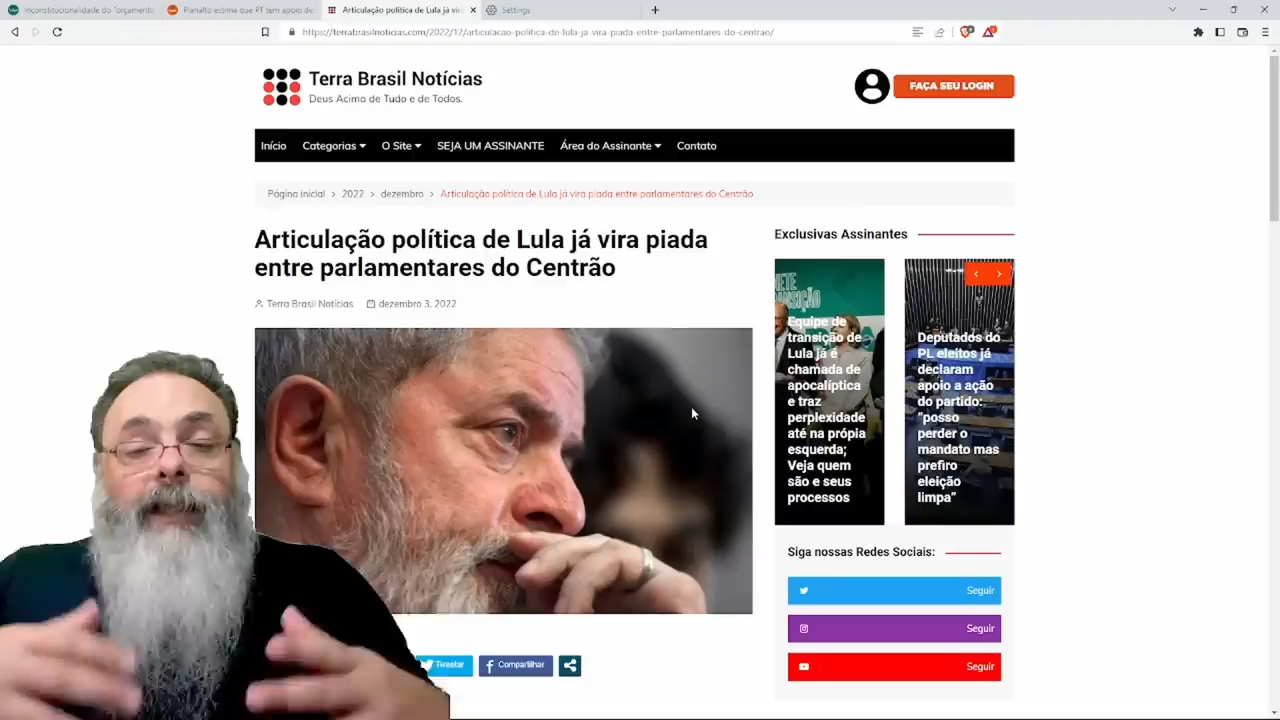 inconstitucionalidade do "orçamento
Planalto estima que PT tem apoio de
Articulação política de Lula já vira
Settings
https://terrabrasilnoticias.com/2022/12/articulacao-politica-de-lula-ja-vira-piada-entre-parlamentares-do-centrao/
Terra Brasil Notícias
Deus Acima de Tudo e de Todos.
FAÇA SEU LOGIN
Início Categorias O Site SEJA UM ASSINANTE Área do Assinante Contato
Página inicial > 2022 > dezembro > Articulação política de Lula já vira piada entre parlamentares do Centrão
Articulação política de Lula já vira piada
entre parlamentares do Centrão
Terra Brasil Notícias dezembro 3, 2022
Tweetar Compartilhar
Exclusivas Assinantes
NETE
TRANSIÇÃO
Equipe de
transição de
Lula já é
chamada de
apocalíptica
e traz
perplexidade
até na própia
esquerda;
Veja quem
são e seus
processos
Deputados do
PL eleitos já
declaram
apoio a ação
do partido:
"posso
perder o
mandato mas
prefiro
eleição
limpa"
Siga nossas Redes Sociais:
Seguir
Seguir
Seguir